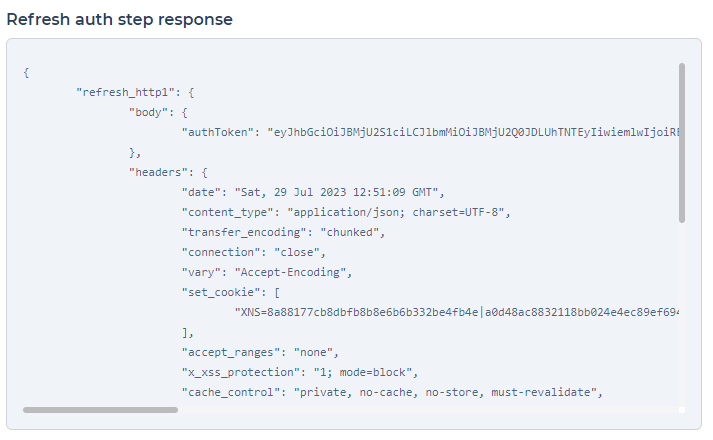 Refresh auth step response
{
"refresh_http1": {
"body": {
"authToken": "eyJhbGciOiJBMjU2S1ciLCJlbmMiOiJBMjU2Q0JDLUhTNTEyIiwiemlwIjoiRE
},
"headers": {
"date": "Sat, 29 Jul 2023 12:51:09 GMT",
"content_type": "application/json; charset=UTF-8",
"transfer_encoding": "chunked",
"connection": "close",
"vary": "Accept-Encoding",
"set_cookie": [
"XNS=8a88177cb8dbfb8b8e6b6b332be4fb4e|a0d48ac8832118bb024e4ec89ef694
],
"accept_ranges": "none",
"x_xss_protection": "1; mode=block",
"cache_control": "private, no-cache, no-store, must-revalidate",